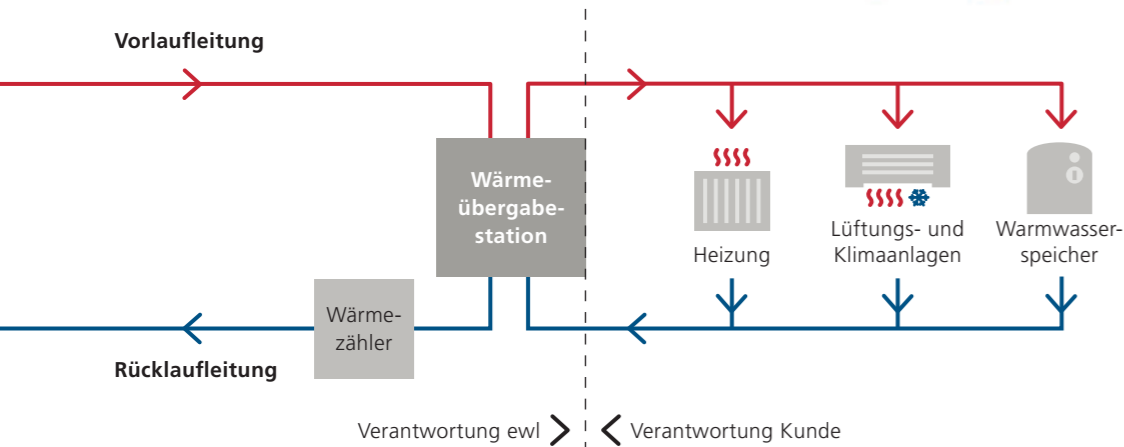 Vorlaufleitung
Wärme-
übergabe-
station
Heizung
Lüftungs- und
Klimaanlagen
Warmwasser-
speicher
Wärme-
zähler
Rücklaufleitung
Verantwortung ewl
Verantwortung Kunde